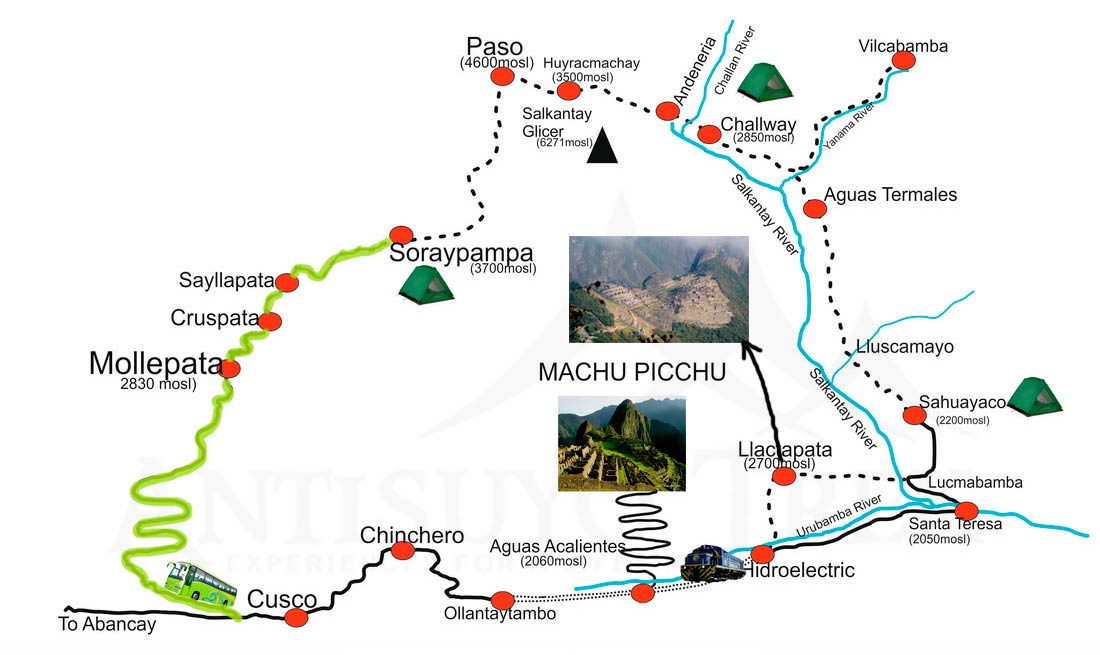 Paso
(4600mosl)
Huyracmachay
(3500mosl)
Andeneria
Challan River
Vilcabamba
Salkantay
Glicer
(6271mosl)
Challway
(2850mosl)
Yanama River
Salkantay River
Aguas Termales
Soraypampa
(3700mosl)
Sayllapata
Cruspata
Mollepata
2830 mosl)
MACHU PICCHU
Lluscamayo
Salkantay River
Sahuayaco
(2200mosl)
Llactapata
(2700mosl)
Lucmabamba
ANTISUYO TREK
Urubamba River
Santa Teresa
(2050mosl)
Chinchero
Aguas Acalientes
(2060mosl)
Hidroelectric
Cusco
Ollantaytambo
To Abancay